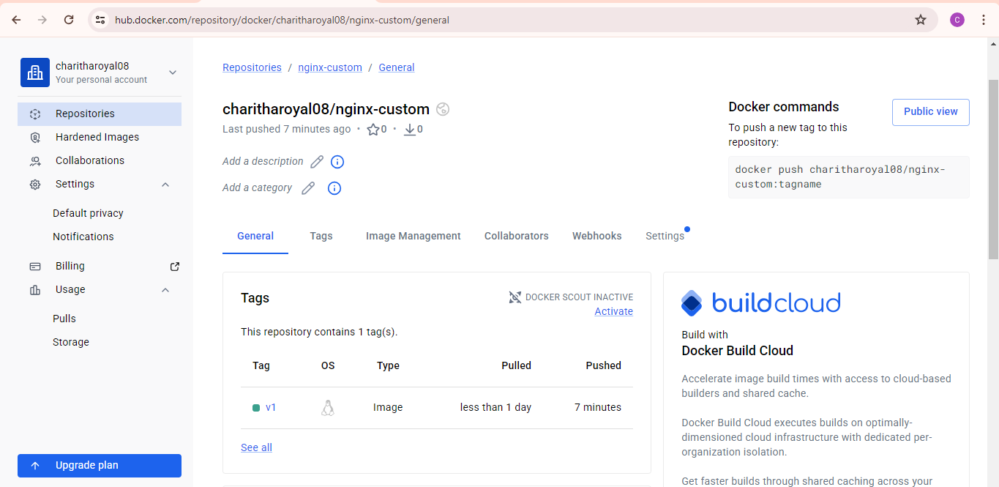 hub.docker.com/repository/docker/charitharoyal08/nginx-custom/general
C
charitharoyal08
Your personal account
Repositories
Hardened Images
Collaborations
Settings
Default privacy
Notifications
Billing
Usage
Pulls
Storage
Upgrade plan
Repositories / nginx-custom / General
charitharoyal08/nginx-custom
Last pushed 7 minutes ago • 0 • 0
Add a description
Add a category
Docker commands
Public view
To push a new tag to this
repository:
docker push charitharoyal08/nginx-
custom:tagname
General Tags Image Management Collaborators Webhooks Settings
Tags
DOCKER SCOUT INACTIVE
Activate
This repository contains 1 tag(s).
Tag OS Type Pulled Pushed
v1 Image less than 1 day 7 minutes
See all
buildcloud
Build with
Docker Build Cloud
Accelerate image build times with access to cloud-based
builders and shared cache.
Docker Build Cloud executes builds on optimally-
dimensioned cloud infrastructure with dedicated per-
organization isolation.
Get faster builds through shared caching across your